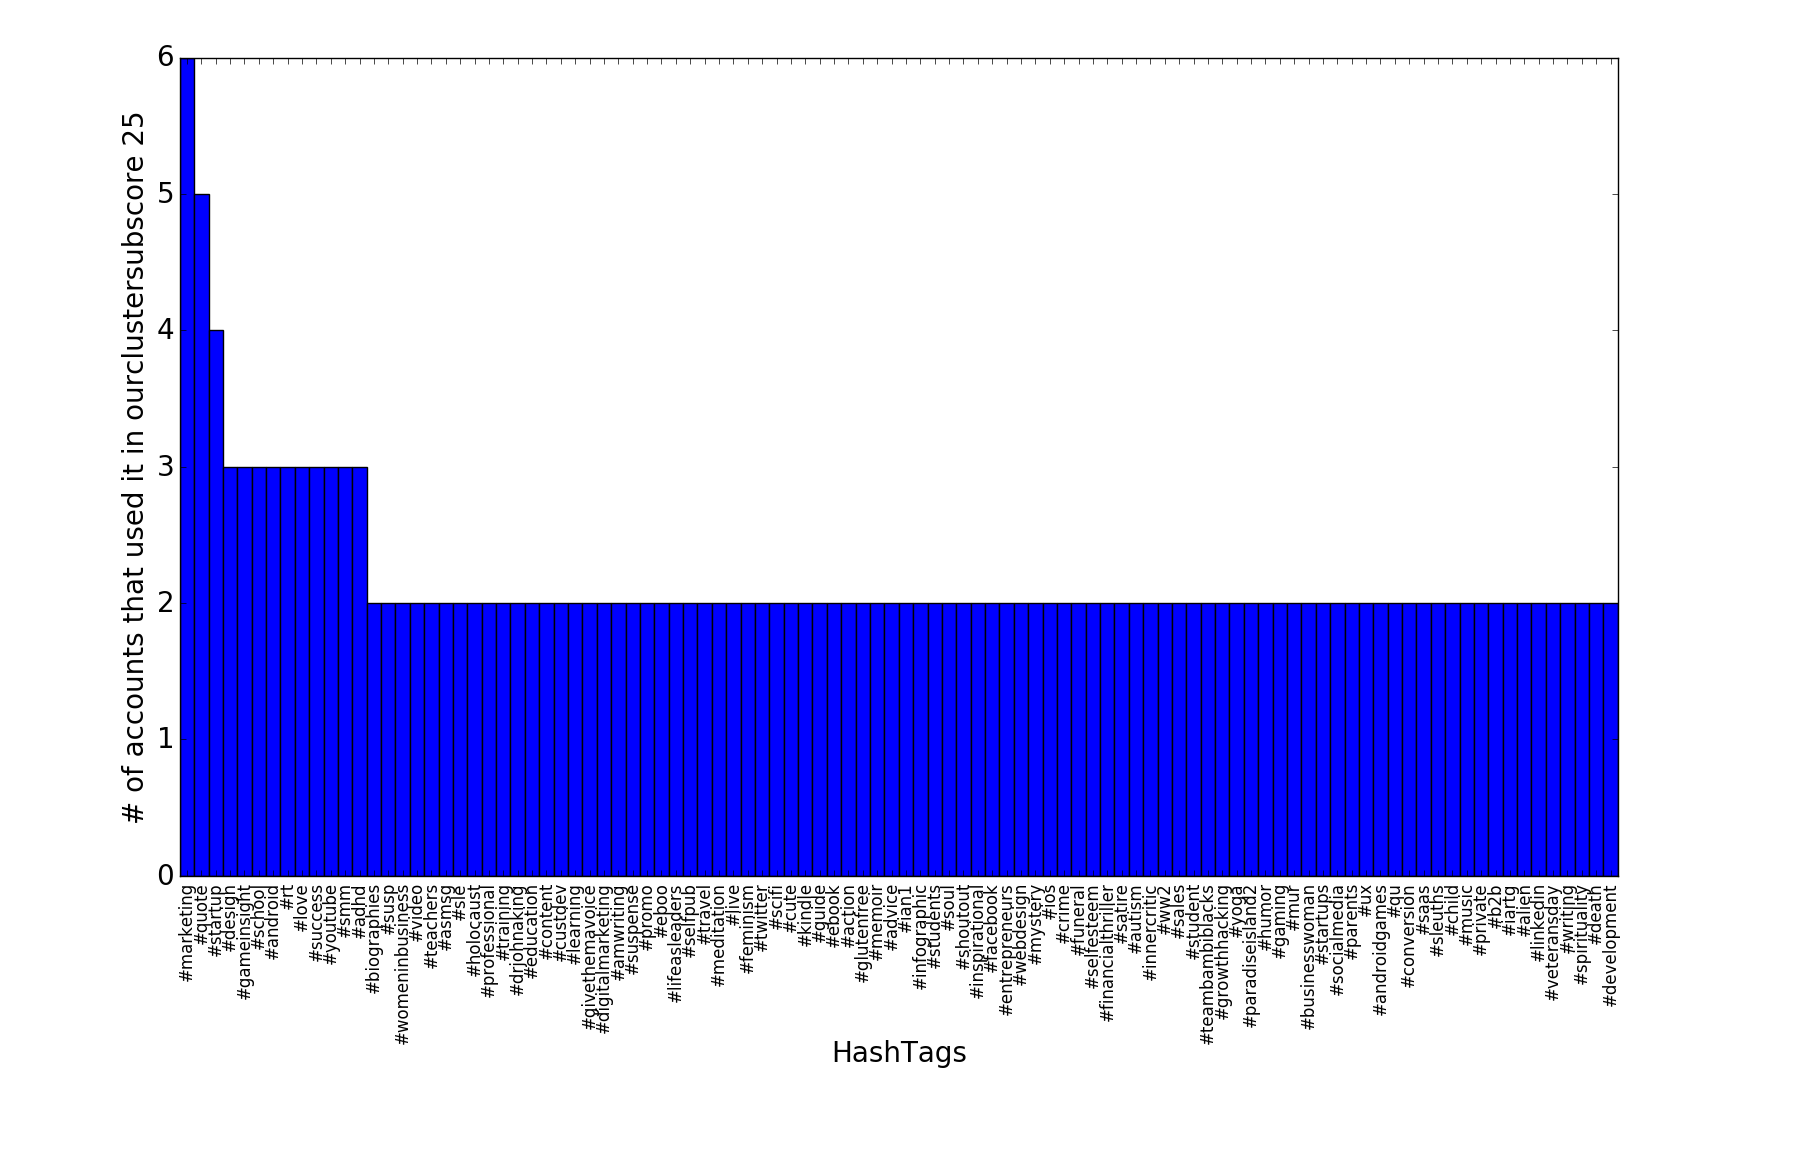 6
5
4
3
2
1
0
# of accounts that used it in ourclustersubscore 25
#marketing
#quote
#startup
#design
#gameinsight
#school
#android
#rt
#love
#success
#youtube
#smm
#adhd
#biographies
#susp
#womeninbusiness
#video
#teachers
#asmsg
#sle
#holocaust
#professional
#training
#drjohnaking
#education
#content
#custdev
#learning
#givethemavoice
#digitalmarketing
#amwriting
#suspense
#promo
#eboo
#lifeasleaders
#selfpub
#travel
#meditation
#live
#feminism
#twitter
#scifi
#cute
#kindle
#guide
#ebook
#action
#glutenfree
#memoir
#advice
#ian1
#infographic
#students
#soul
#shoutout
#inspirational
#facebook
#entrepreneurs
#webdesign
#mystery
#ios
#crime
#funeral
#selfesteem
#financialthriller
#satire
#autism
#innercritic
#ww2
#sales
#student
#teambambiblacks
#growthhacking
#yoga
#paradiseisland2
#humor
#gaming
#mur
#businesswoman
#startups
#socialmedia
#parents
#ux
#androidgames
#qu
#conversion
#saas
#sleuths
#child
#music
#private
#b2b
#iartg
#alien
#linkedin
#veteransday
#writing
#spirituality
#death
#development
HashTags